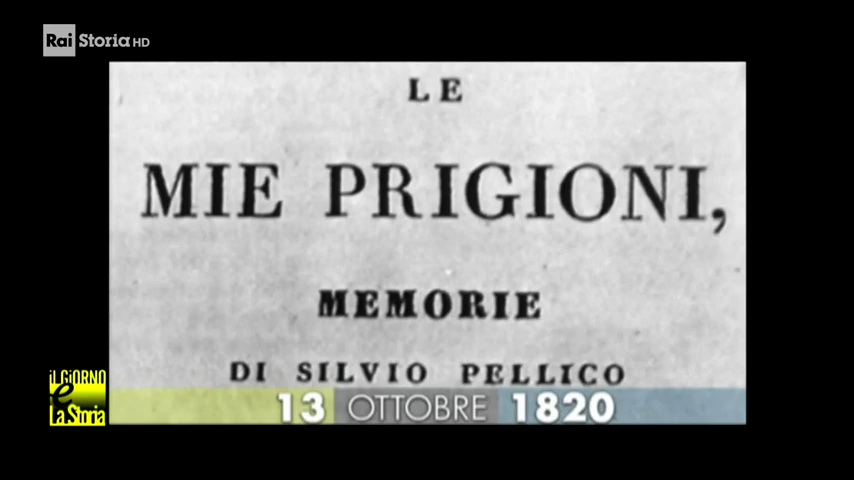 Rai Storia HD
LE
MIE PRIGIONI,
MEMORIE
DI SILVIO PELLICO
13 OTTOBRE 1820
iL GiORNO
e
La Storia